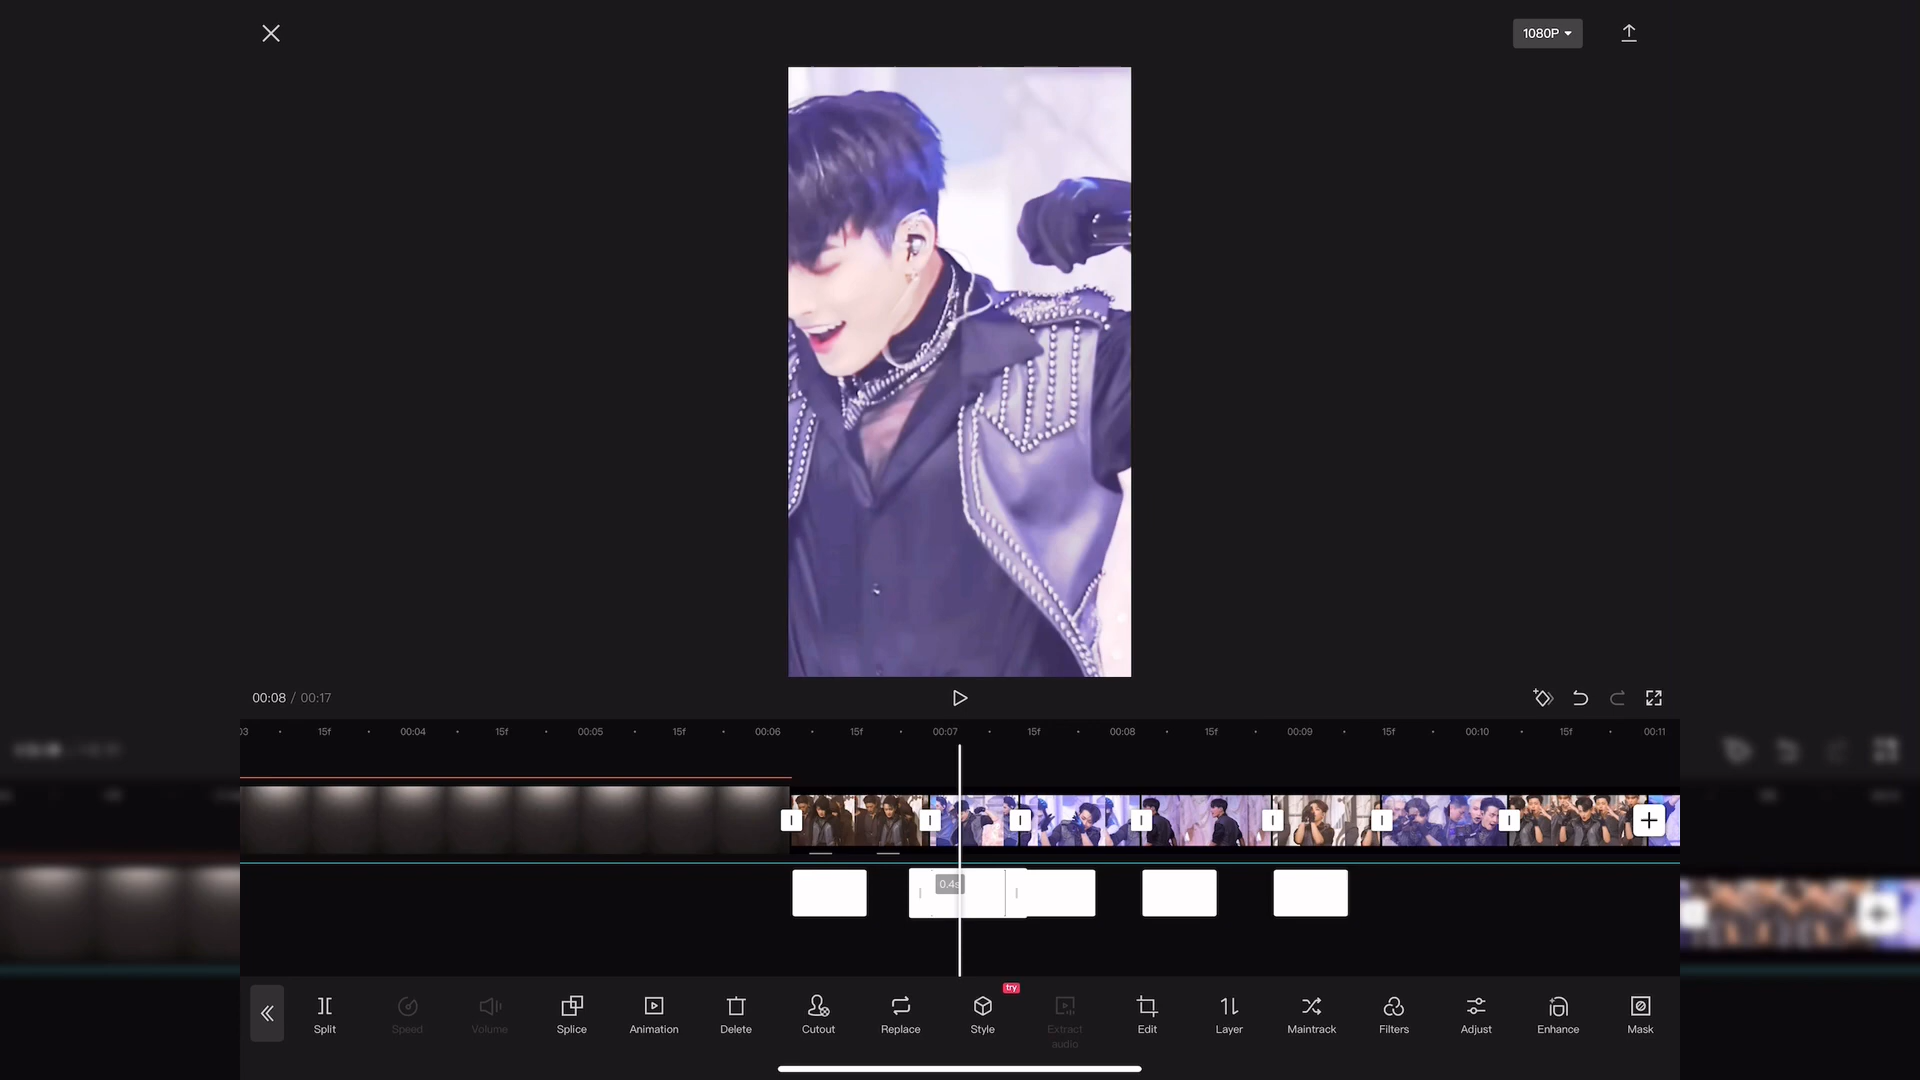 1080P
00:08 / 00:17
03 15f 00:04 15f 00:05 15f 00:06 15f 00:07 15f 00:08 15f 00:09 15f 00:10 15f 00:11
0.4s
try
Split Speed Volume Splice Animation Delete Cutout Replace Style Extract audio Edit Layer Maintrack Filters Adjust Enhance Mask